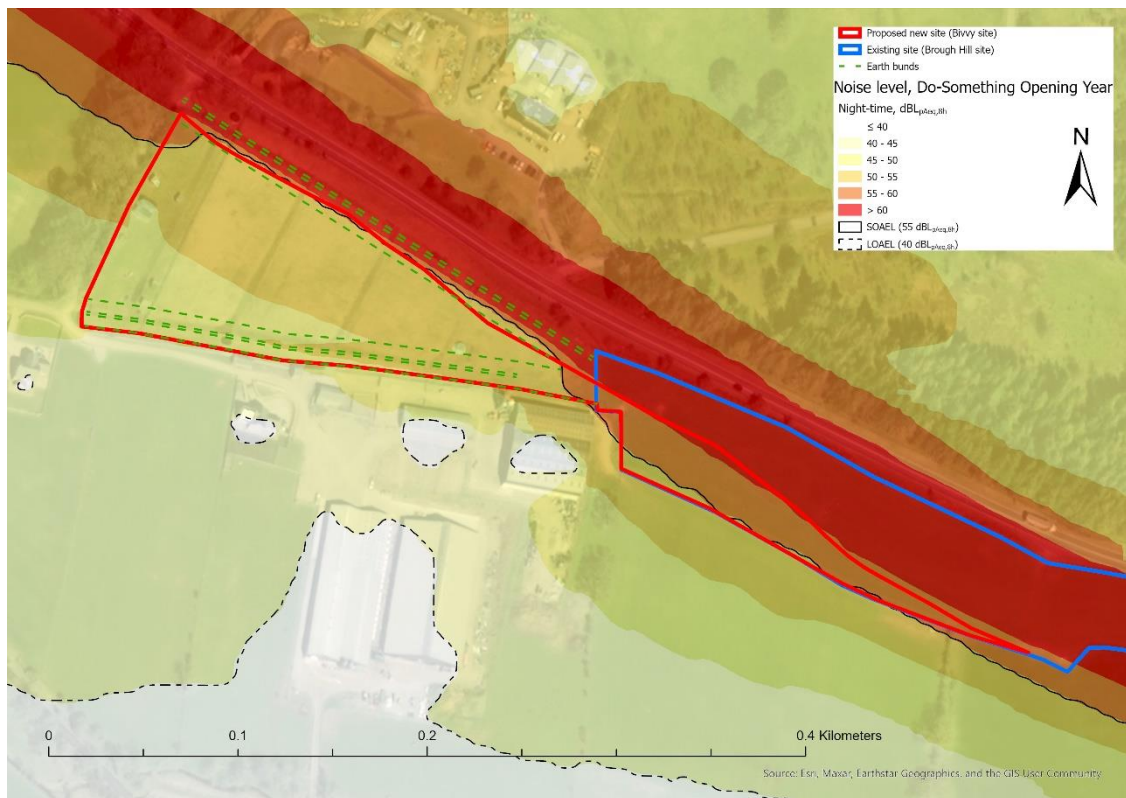 Proposed new site (Bivvy site)
Existing site (Brough Hill site)
Earth bunds
Noise level, Do-Something Opening Year
Night-time, dBLpAeq,8h
≤ 40
40 - 45
45 - 50
50 - 55
55 - 60
> 60
SOAEL (55 dBLpAeq,8h)
LOAEL (40 dBLpAeq,8h)
N
0 0.1 0.2 0.4 Kilometers
Source: Esri, Maxar, Earthstar Geographics, and the GIS User Community